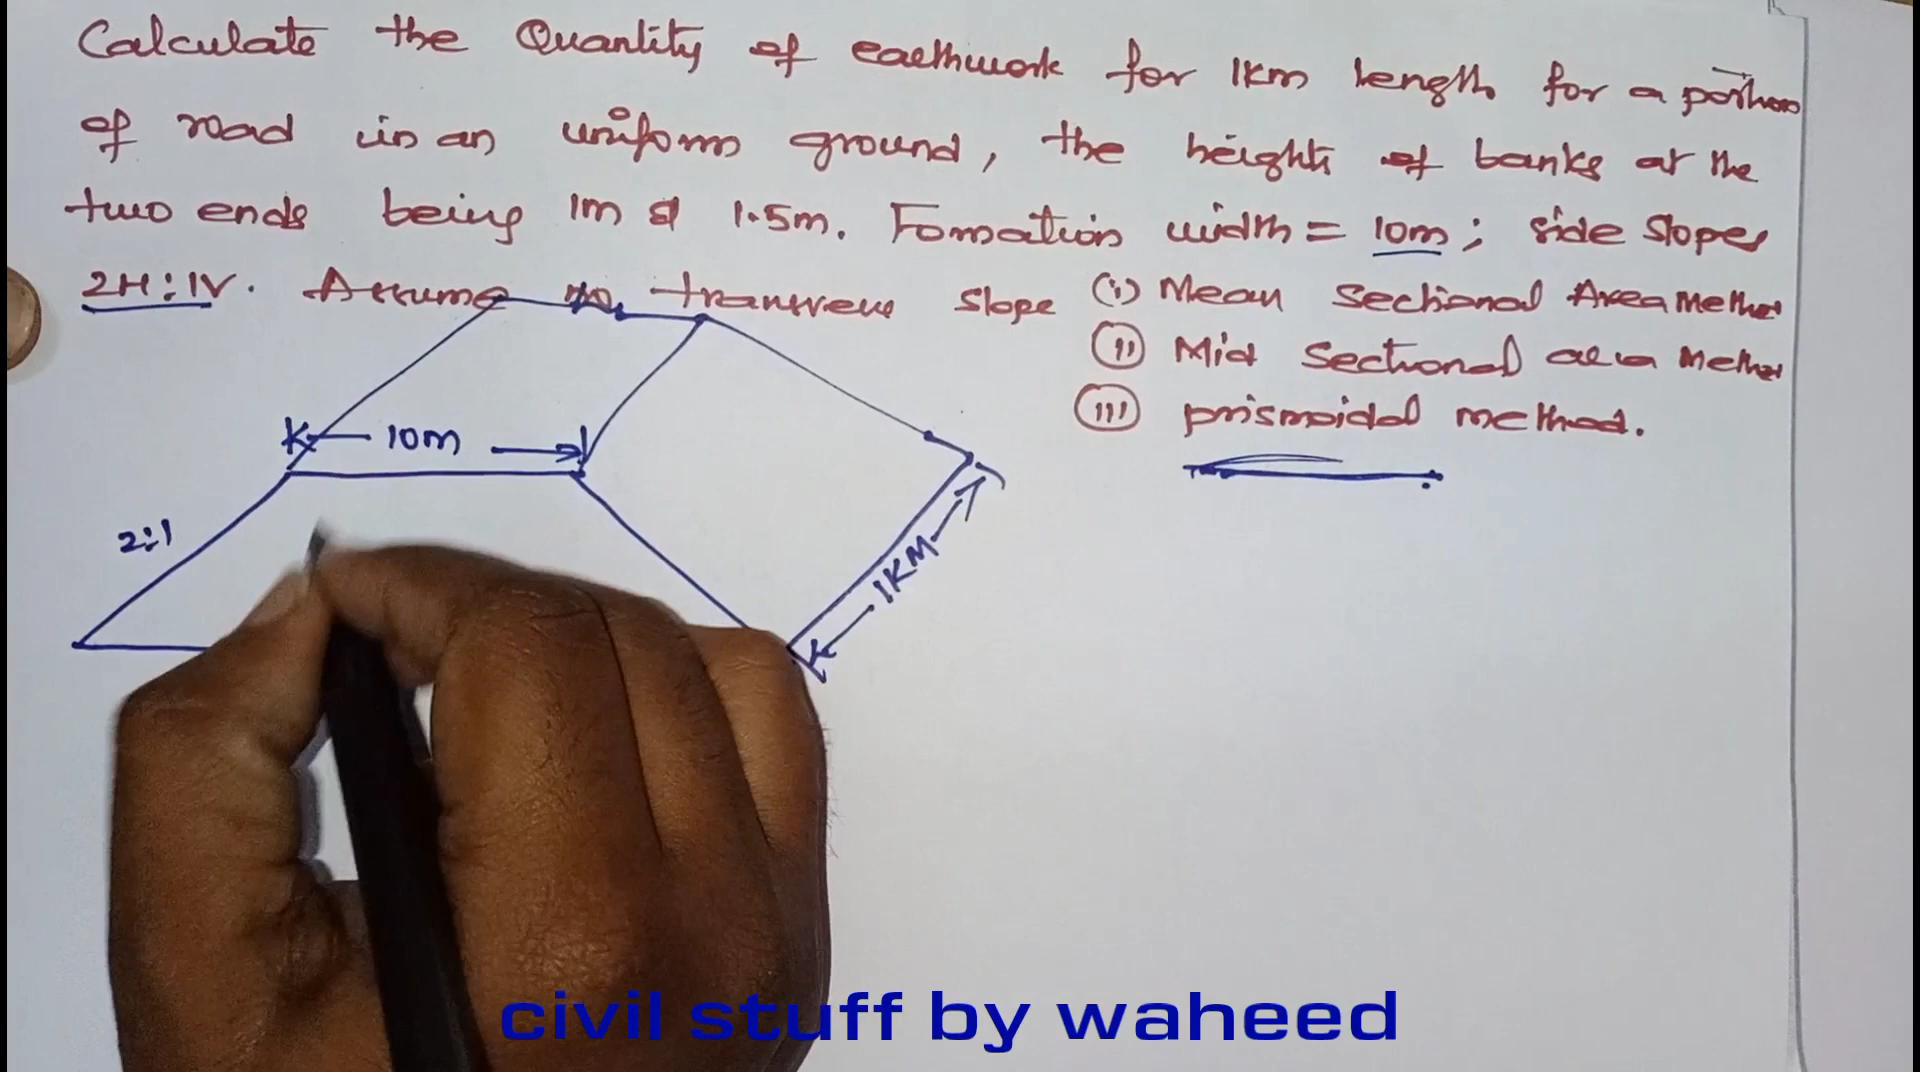 Calculate the Quantity of earthwork for 1km length for a portion
of road in an uniform ground, the heights of banks at the
two ends being 1m & 1.5m. Formation width = 10m; side slopes
2H:1V. Assume no transverse slope (i) Mean Sectional Area Method
(ii) Mid Sectional area Method
(iii) prismoidal method.
10m
2:1
1KM
civil stuff by waheed